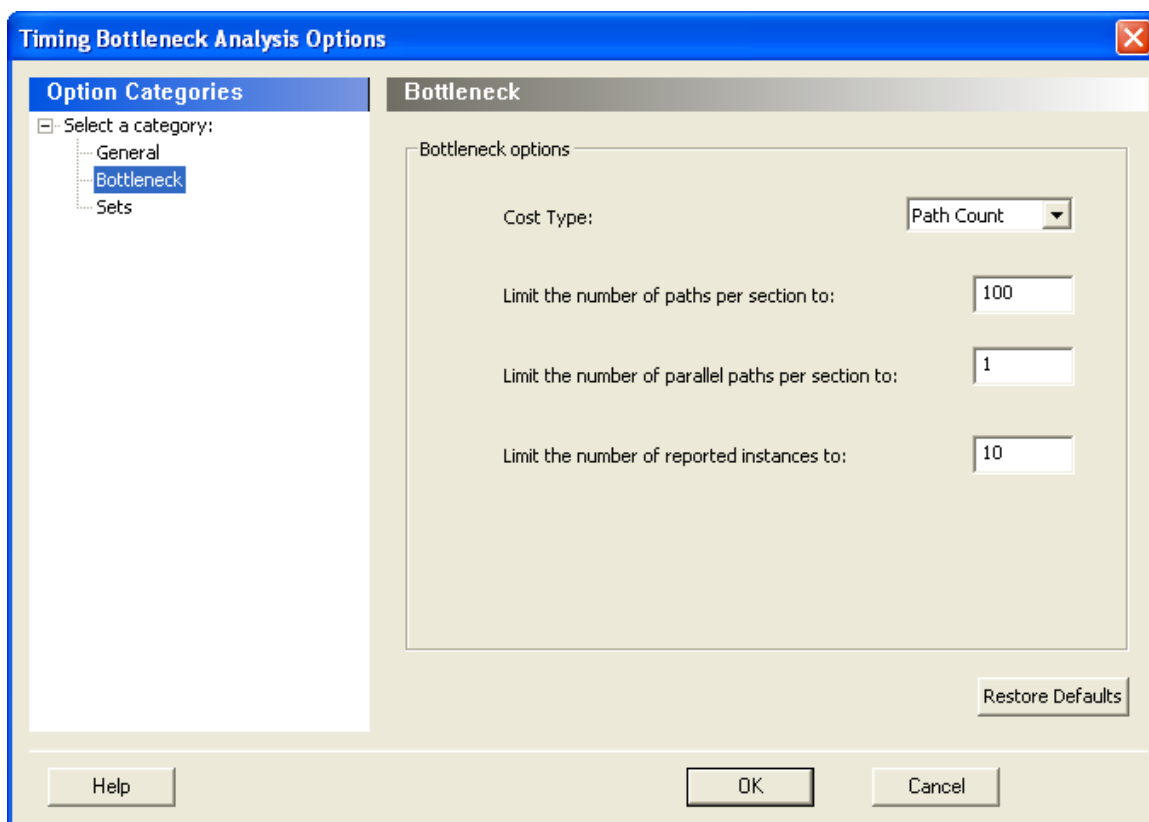 Timing Bottleneck Analysis Options
Option Categories
Select a category:
General
Bottleneck
Sets
Bottleneck
Bottleneck options
Cost Type: Path Count
Limit the number of paths per section to: 100
Limit the number of parallel paths per section to: 1
Limit the number of reported instances to: 10
Restore Defaults
Help OK Cancel